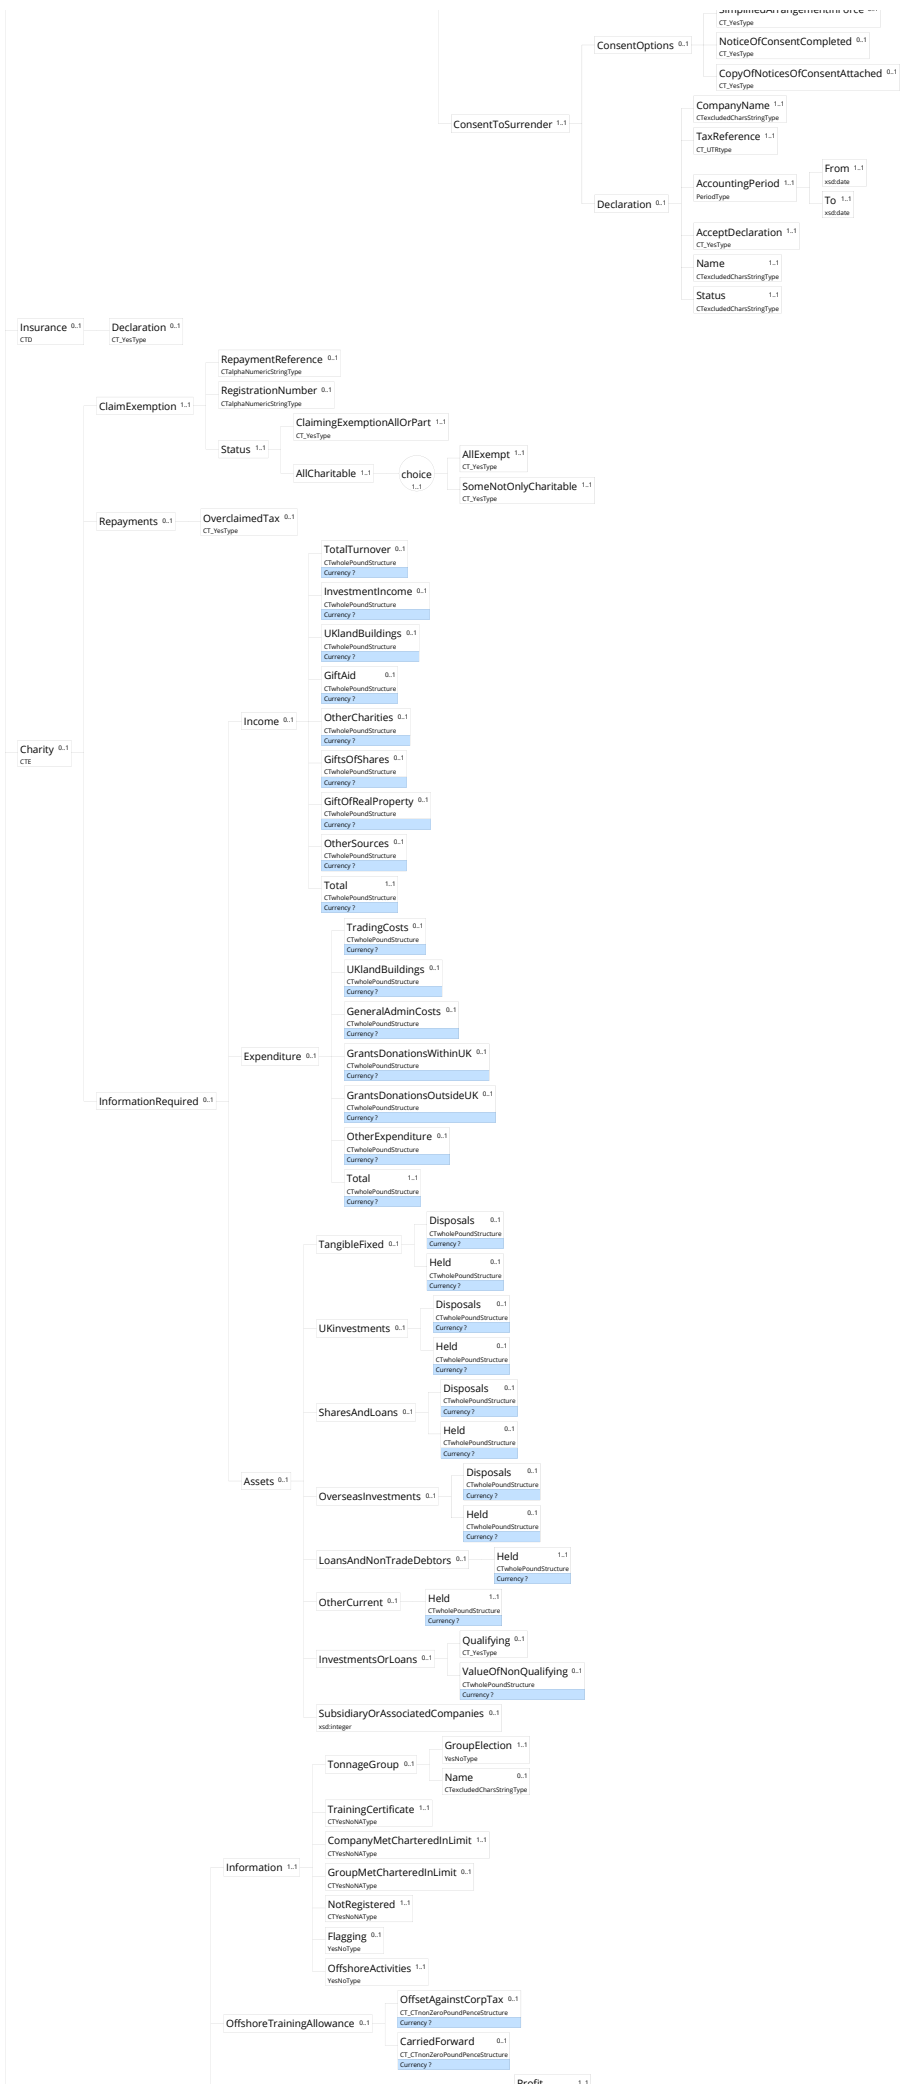 SimplifiedArrangementInForce 0..1
CT_YesType
ConsentOptions 0..1
NoticeOfConsentCompleted 0..1
CT_YesType
CopyOfNoticesOfConsentAttached 0..1
CT_YesType
ConsentToSurrender 1..1
CompanyName 1..1
CTexcludedCharsStringType
TaxReference 1..1
CT_UTRtype
Declaration 0..1
AccountingPeriod 1..1
PeriodType
From 1..1
xsd:date
To 1..1
xsd:date
AcceptDeclaration 1..1
CT_YesType
Name 1..1
CTexcludedCharsStringType
Status 1..1
CTexcludedCharsStringType
Insurance 0..1
CTD
Declaration 0..1
CT_YesType
ClaimExemption 1..1
RepaymentReference 0..1
CTalphaNumericStringType
RegistrationNumber 0..1
CTalphaNumericStringType
Status 1..1
ClaimingExemptionAllOrPart 1..1
CT_YesType
AllCharitable 1..1
choice
1..1
AllExempt 1..1
CT_YesType
SomeNotOnlyCharitable 1..1
CT_YesType
Repayments 0..1
OverclaimedTax 0..1
CT_YesType
Charity 0..1
CTE
InformationRequired 0..1
Income 0..1
TotalTurnover 0..1
CTwholePoundStructure
Currency ?
InvestmentIncome 0..1
CTwholePoundStructure
Currency ?
UKlandBuildings 0..1
CTwholePoundStructure
Currency ?
GiftAid 0..1
CTwholePoundStructure
Currency ?
OtherCharities 0..1
CTwholePoundStructure
Currency ?
GiftsOfShares 0..1
CTwholePoundStructure
Currency ?
GiftOfRealProperty 0..1
CTwholePoundStructure
Currency ?
OtherSources 0..1
CTwholePoundStructure
Currency ?
Total 1..1
CTwholePoundStructure
Currency ?
Expenditure 0..1
TradingCosts 0..1
CTwholePoundStructure
Currency ?
UKlandBuildings 0..1
CTwholePoundStructure
Currency ?
GeneralAdminCosts 0..1
CTwholePoundStructure
Currency ?
GrantsDonationsWithinUK 0..1
CTwholePoundStructure
Currency ?
GrantsDonationsOutsideUK 0..1
CTwholePoundStructure
Currency ?
OtherExpenditure 0..1
CTwholePoundStructure
Currency ?
Total 1..1
CTwholePoundStructure
Currency ?
Assets 0..1
TangibleFixed 0..1
Disposals 0..1
CTwholePoundStructure
Currency ?
Held 0..1
CTwholePoundStructure
Currency ?
UKinvestments 0..1
Disposals 0..1
CTwholePoundStructure
Currency ?
Held 0..1
CTwholePoundStructure
Currency ?
SharesAndLoans 0..1
Disposals 0..1
CTwholePoundStructure
Currency ?
Held 0..1
CTwholePoundStructure
Currency ?
OverseasInvestments 0..1
Disposals 0..1
CTwholePoundStructure
Currency ?
Held 0..1
CTwholePoundStructure
Currency ?
LoansAndNonTradeDebtors 0..1
Held 1..1
CTwholePoundStructure
Currency ?
OtherCurrent 0..1
Held 1..1
CTwholePoundStructure
Currency ?
InvestmentsOrLoans 0..1
Qualifying 0..1
CT_YesType
ValueOfNonQualifying 0..1
CTwholePoundStructure
Currency ?
SubsidiaryOrAssociatedCompanies 0..1
xsd:integer
Information 1..1
TonnageGroup 0..1
GroupElection 1..1
YesNoType
Name 0..1
CTexcludedCharsStringType
TrainingCertificate 1..1
CTYesNoNAType
CompanyMetCharteredInLimit 1..1
CTYesNoNAType
GroupMetCharteredInLimit 0..1
CTYesNoNAType
NotRegistered 1..1
CTYesNoNAType
Flagging 0..1
YesNoType
OffshoreActivities 1..1
YesNoType
OffshoreTrainingAllowance 0..1
OffsetAgainstCorpTax 0..1
CT_CTnonZeroPoundPenceStructure
Currency ?
CarriedForward 0..1
CT_CTnonZeroPoundPenceStructure
Currency ?
Profit 1..1